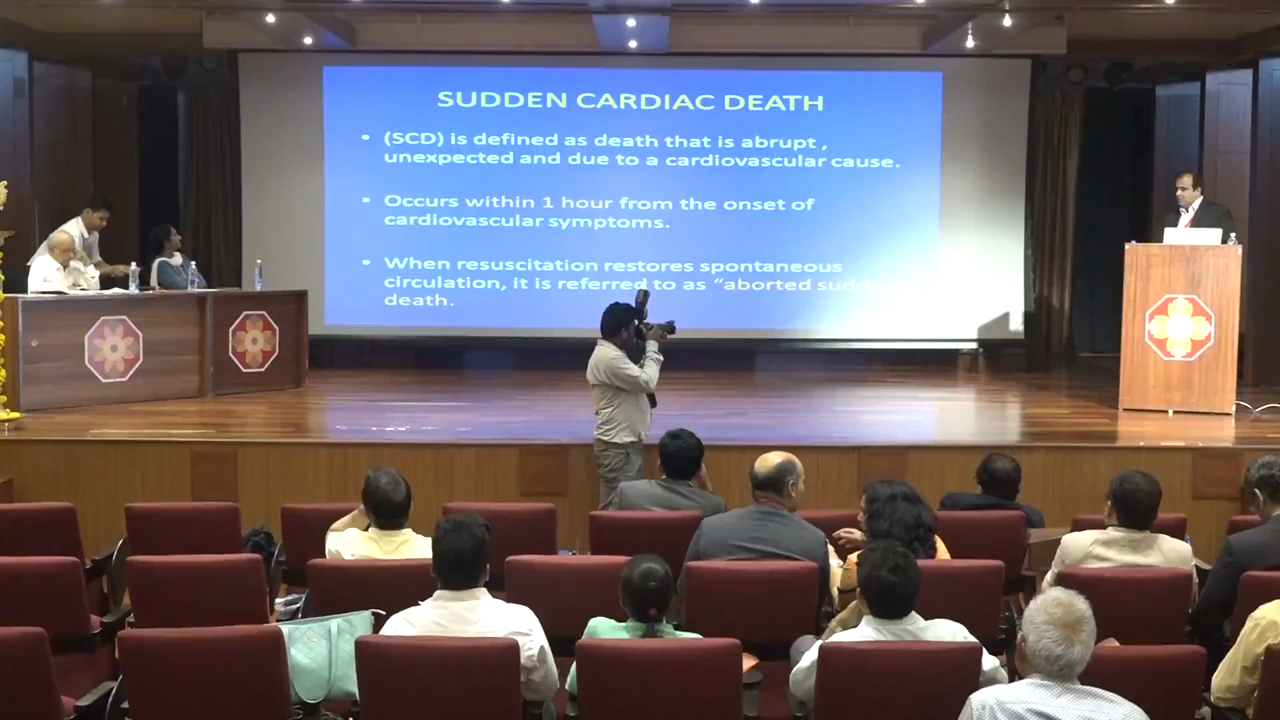 SUDDEN CARDIAC DEATH
• (SCD) is defined as death that is abrupt ,
unexpected and due to a cardiovascular cause.
• Occurs within 1 hour from the onset of
cardiovascular symptoms.
• When resuscitation restores spontaneous
circulation, it is referred to as “aborted sudden
death.